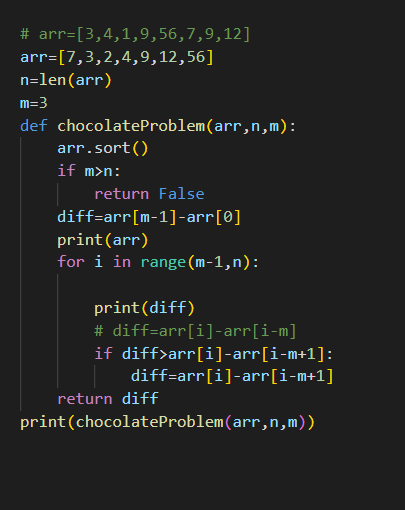 # arr=[3,4,1,9,56,7,9,12]
arr=[7,3,2,4,9,12,56]
n=len(arr)
m=3
def chocolateProblem(arr,n,m):
    arr.sort()
    if m>n:
        return False
    diff=arr[m-1]-arr[0]
    print(arr)
    for i in range(m-1,n):
        print(diff)
        # diff=arr[i]-arr[i-m]
        if diff>arr[i]-arr[i-m+1]:
            diff=arr[i]-arr[i-m+1]
    return diff
print(chocolateProblem(arr,n,m))